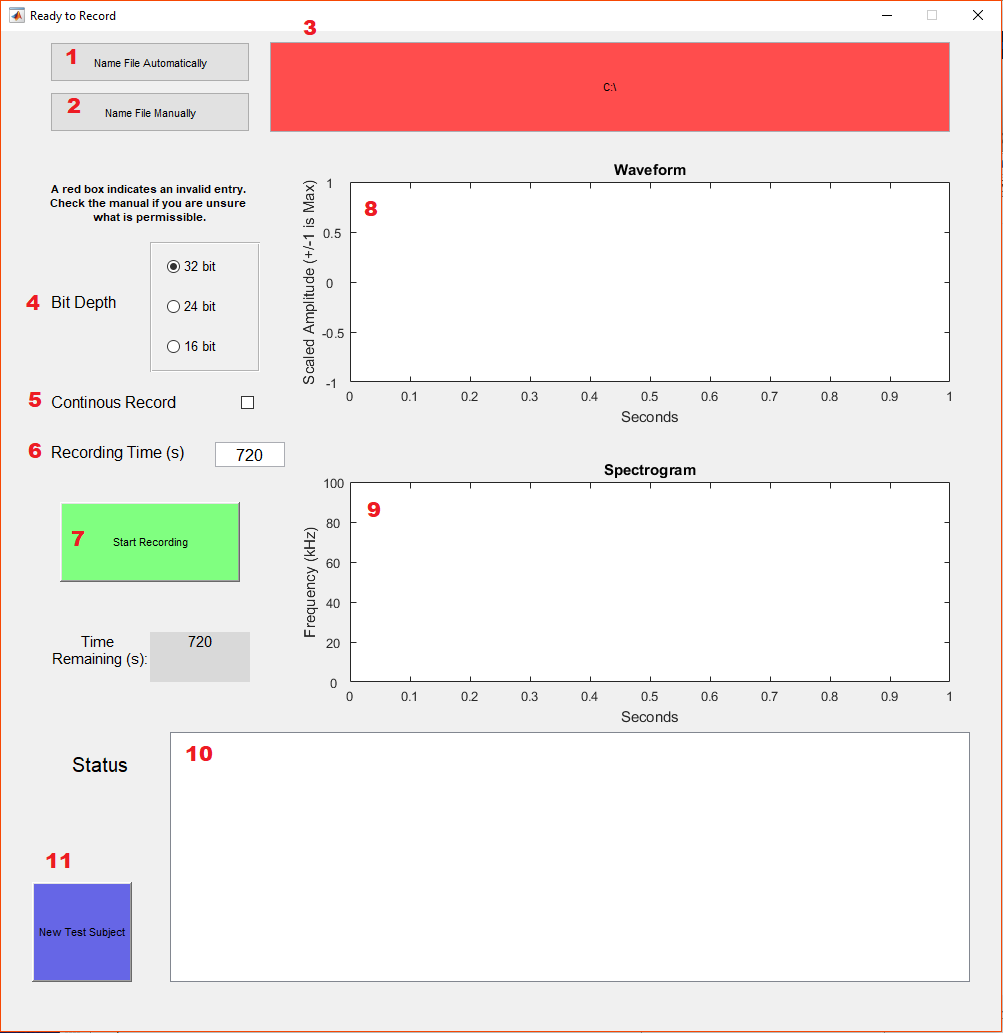 Ready to Record
3
1
Name File Automatically
C:\
2
Name File Manually
A red box indicates an invalid entry.
Check the manual if you are unsure
what is permissible.
Waveform
8
Scaled Amplitude (+/-1 is Max)
1
0.5
0
-0.5
-1
0 0.1 0.2 0.3 0.4 0.5 0.6 0.7 0.8 0.9 1
Seconds
4 Bit Depth
32 bit
24 bit
16 bit
5 Continous Record
6 Recording Time (s) 720
Spectrogram
9
Frequency (kHz)
100
80
60
40
20
0
0 0.1 0.2 0.3 0.4 0.5 0.6 0.7 0.8 0.9 1
Seconds
7 Start Recording
Time
Remaining (s):
720
Status
10
11
New Test Subject